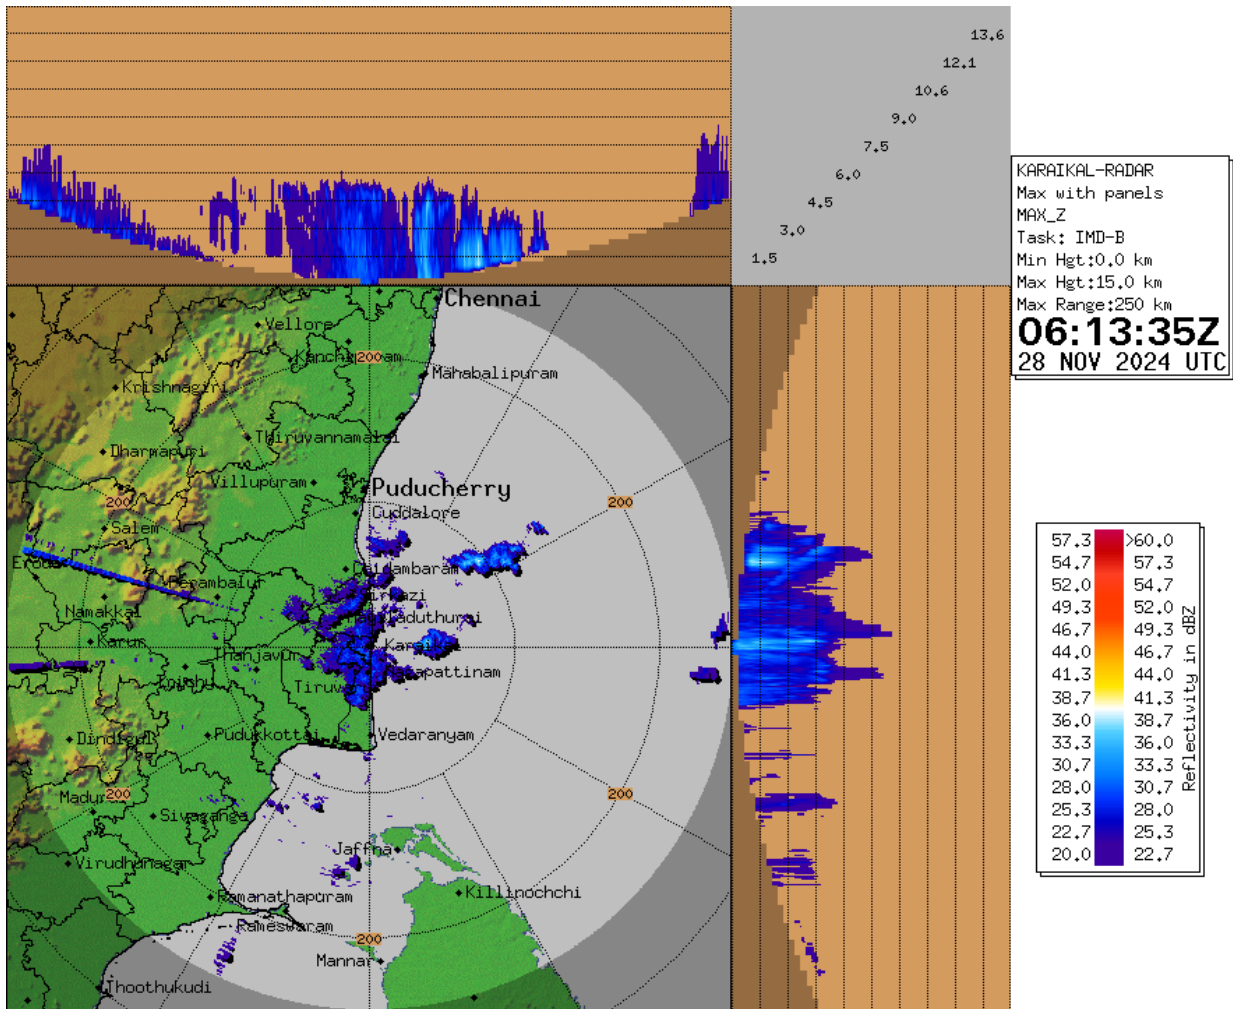 13.6
12.1
10.6
9.0
7.5
6.0
4.5
3.0
1.5
KARAIKAL-RADAR
Max with panels
MAX_Z
Task: IMD-B
Min Hgt:0.0 km
Max Hgt:15.0 km
Max Range:250 km
06:13:35Z
28 NOV 2024 UTC
Chennai
Vellore
200
Mahabalipuram
Krishnagiri
Thiruvannamalai
Dharmapuri
Villupuram
Puducherry
200
200
Cuddalore
Salem
Perambalur
Namakkal
Karur
Thanjavur
Karaikal
Nagapattinam
Pudukkottai
Vedaranyam
Dindigul
200
200
Sivaganga
Jaffna
Virudhunagar
Ramanathapuram
Killinochchi
Rameswaram
200
Mannar
Thoothukudi
57.3 >60.0
54.7 57.3
52.0 54.7
49.3 52.0
46.7 49.3
44.0 46.7
41.3 44.0
38.7 41.3
36.0 38.7
33.3 36.0
30.7 33.3
28.0 30.7
25.3 28.0
22.7 25.3
20.0 22.7
Reflectivity in dBZ